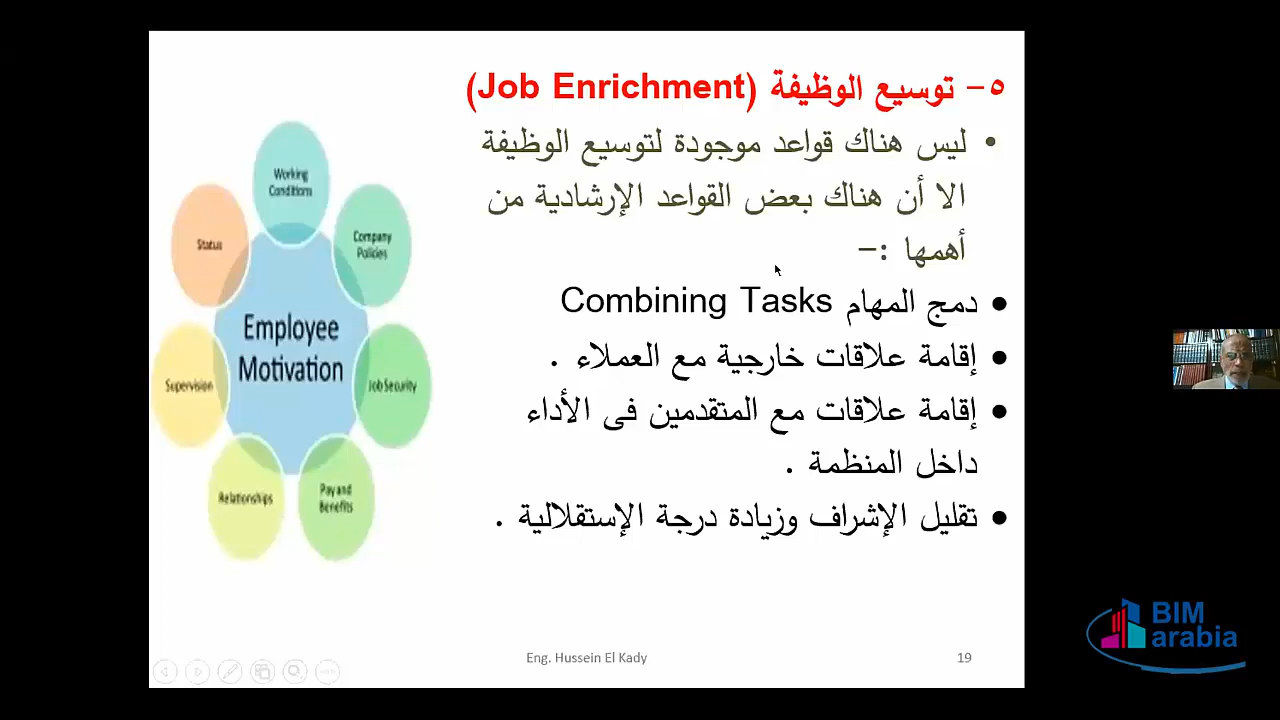 ٥- توسيع الوظيفة (Job Enrichment)
• ليس هناك قواعد موجودة لتوسيع الوظيفة
الا أن هناك بعض القواعد الإرشادية من
أهمها :-
• دمج المهام Combining Tasks
• إقامة علاقات خارجية مع العملاء .
• إقامة علاقات مع المتقدمين فى الأداء
داخل المنظمة .
• تقليل الإشراف وزيادة درجة الإستقلالية .
Working
Conditions
Status
Company
Policies
Employee
Motivation
Supervision
Job Security
Relationships
Pay and
Benefits
Eng. Hussein El Kady
19
BIM
arabia